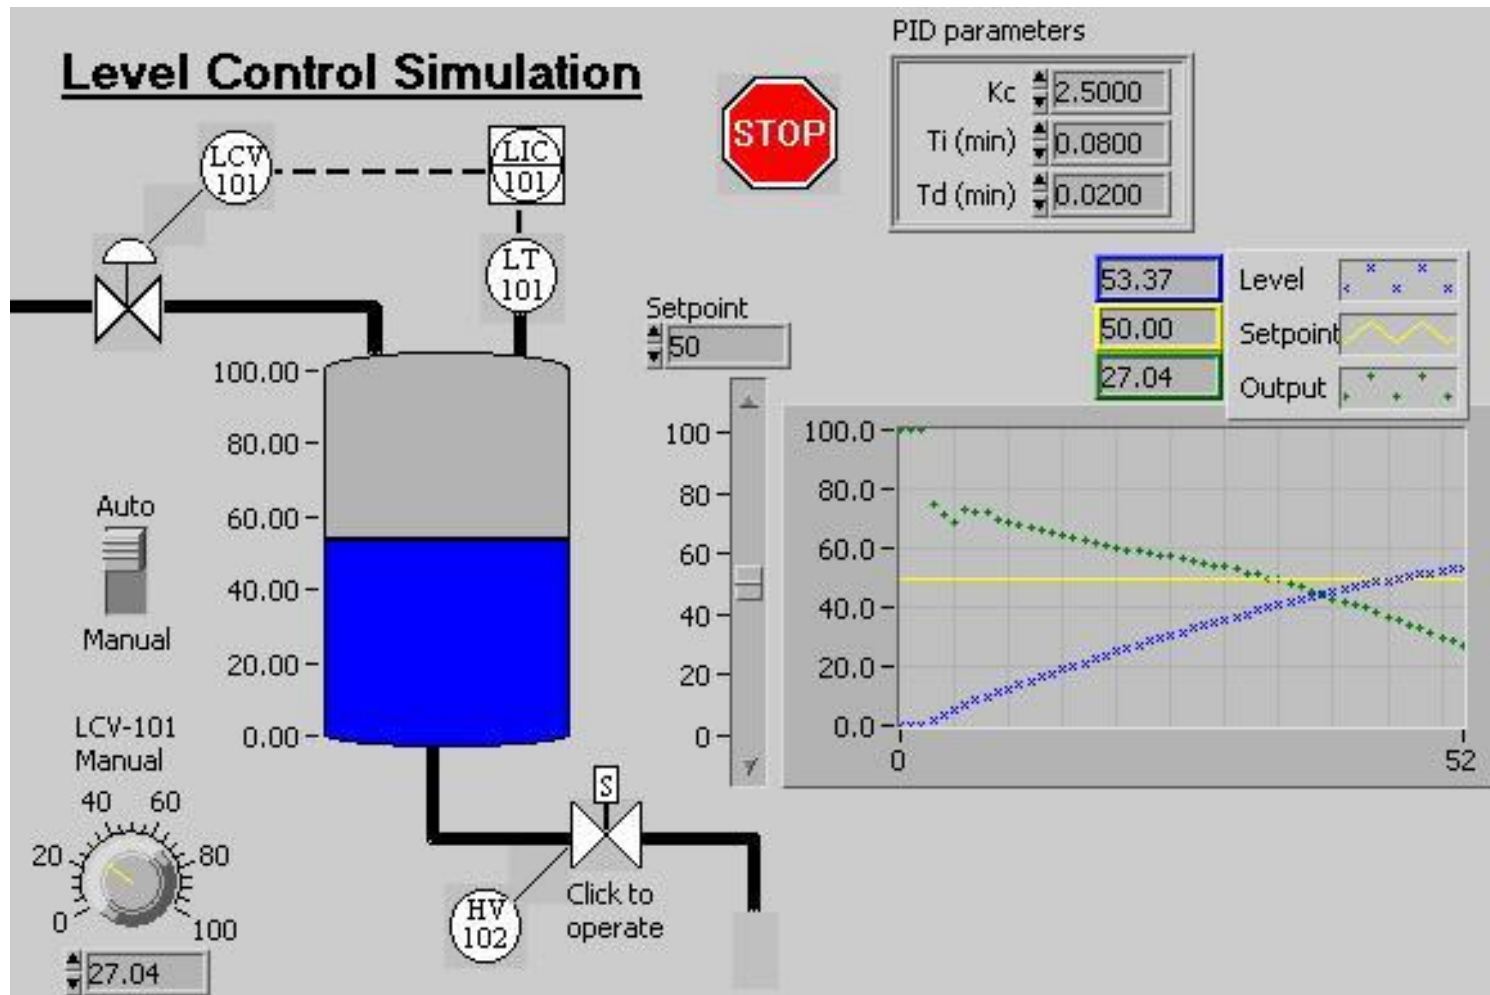 Level Control Simulation
STOP
PID parameters
Kc 2.5000
Ti (min) 0.0800
Td (min) 0.0200
LCV
101
LIC
101
LT
101
Setpoint
50
53.37 Level
50.00 Setpoint
27.04 Output
100.00
80.00
60.00
40.00
20.00
0.00
100
80
60
40
20
0
100.0
80.0
60.0
40.0
20.0
0.0
0 52
Auto
Manual
LCV-101
Manual
40 60
20 80
0 100
27.04
S
HV
102
Click to
operate